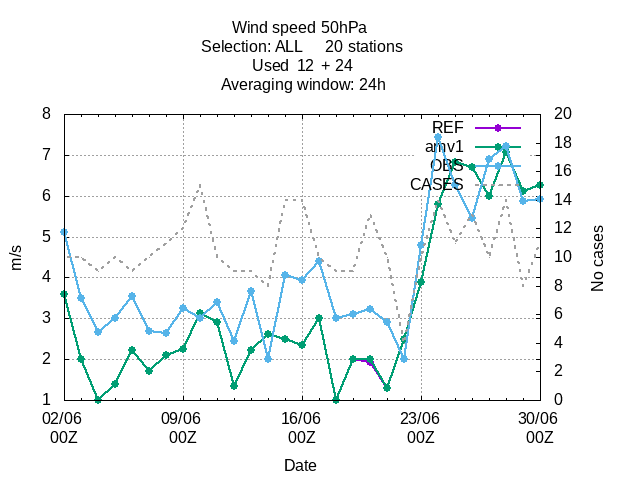 Wind speed 50hPa
Selection: ALL 20 stations
Used 12 + 24
Averaging window: 24h
8
7
6
5
4
3
2
1
m/s
20
18
16
14
12
10
8
6
4
2
0
No cases
REF
amv1
OBS
CASES
02/06 09/06 16/06 23/06 30/06
00Z 00Z 00Z 00Z 00Z
Date